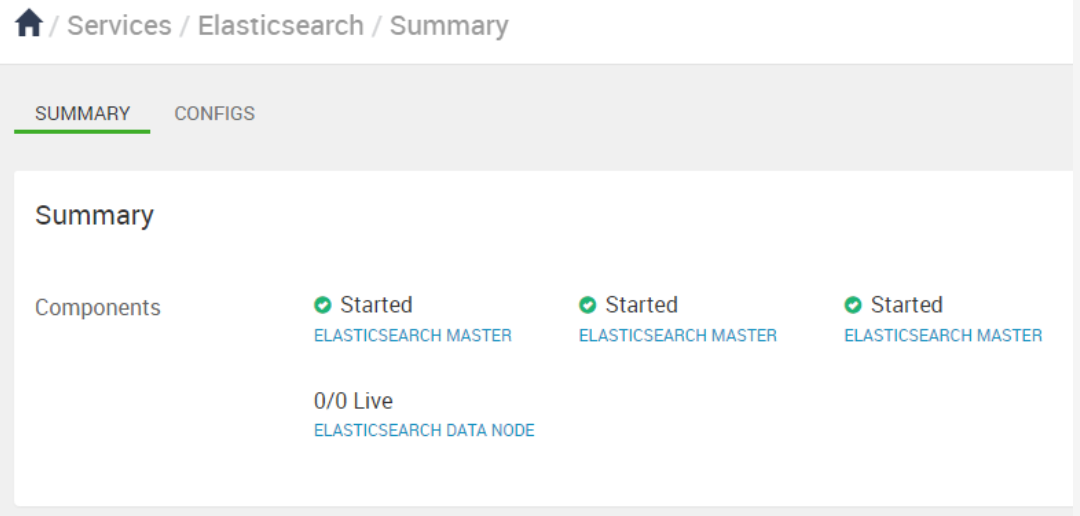 / Services / Elasticsearch / Summary
SUMMARY CONFIGS
Summary
Components Started Started Started
ELASTICSEARCH MASTER ELASTICSEARCH MASTER ELASTICSEARCH MASTER
0/0 Live
ELASTICSEARCH DATA NODE